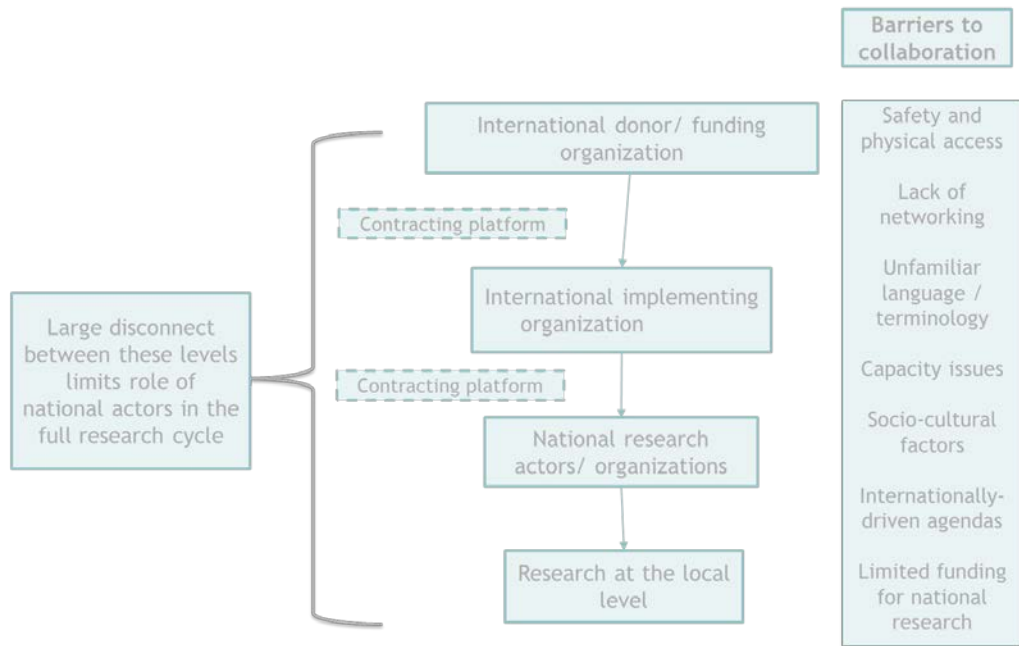 Barriers to
collaboration
International donor/ funding
organization
Contracting platform
International implementing
organization
Contracting platform
National research
actors/ organizations
Research at the local
level
Large disconnect
between these levels
limits role of
national actors in the
full research cycle
Safety and
physical access
Lack of
networking
Unfamiliar
language /
terminology
Capacity issues
Socio-cultural
factors
Internationally-
driven agendas
Limited funding
for national
research